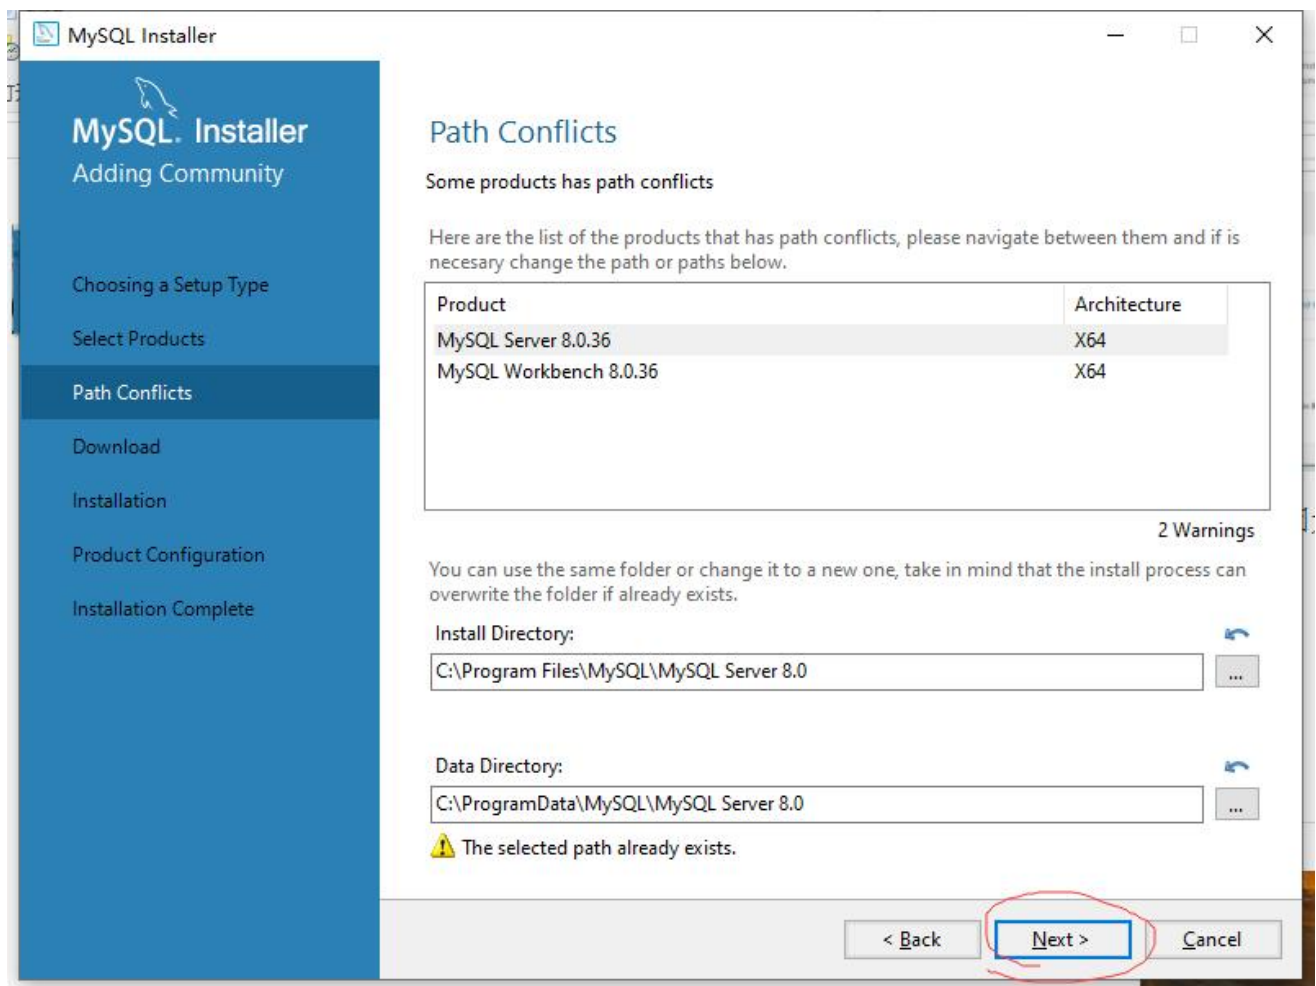 MySQL Installer
MySQL. Installer
Adding Community
Choosing a Setup Type
Select Products
Path Conflicts
Download
Installation
Product Configuration
Installation Complete
Path Conflicts
Some products has path conflicts
Here are the list of the products that has path conflicts, please navigate between them and if is
necesary change the path or paths below.
Product Architecture
MySQL Server 8.0.36 X64
MySQL Workbench 8.0.36 X64
2 Warnings
You can use the same folder or change it to a new one, take in mind that the install process can
overwrite the folder if already exists.
Install Directory:
C:\Program Files\MySQL\MySQL Server 8.0
...
Data Directory:
C:\ProgramData\MySQL\MySQL Server 8.0
...
The selected path already exists.
< Back Next > Cancel